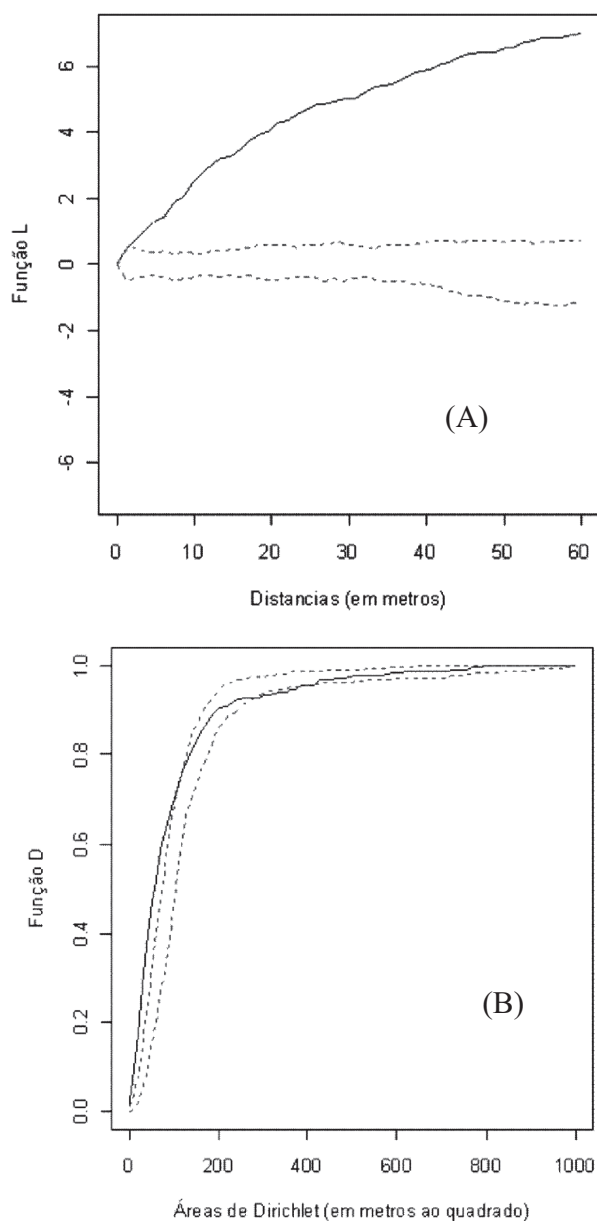 6
4
2
0
-2
-4
-6
Função L
(A)
0 10 20 30 40 50 60
Distancias (em metros)
1.0
0.8
0.6
0.4
0.2
0.0
Função D
(B)
0 200 400 600 800 1000
Áreas de Dirichlet (em metros ao quadrado)